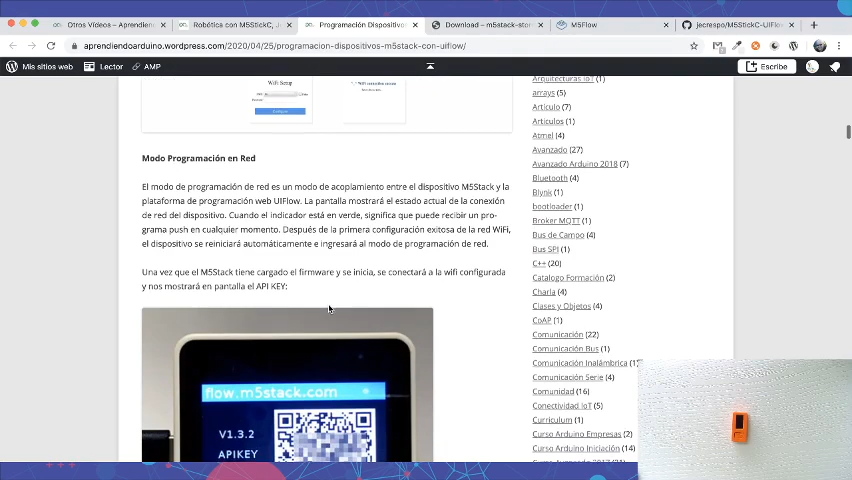 Otros Vídeos – Aprendien
Robótica con M5StickC, Jo
Programación Dispositivos
Download – m5stack-store
M5Flow
jecrespo/M5StickC-UIFlow
aprendiendoarduino.wordpress.com/2020/04/25/programacion-dispositivos-m5stack-con-uiflow/
Mis sitios web
Lector
AMP
Escribe
Wifi Setup
Configure
Modo Programación en Red
El modo de programación de red es un modo de acoplamiento entre el dispositivo M5Stack y la
plataforma de programación web UIFlow. La pantalla mostrará el estado actual de la conexión
de red del dispositivo. Cuando el indicador está en verde, significa que puede recibir un pro-
grama push en cualquier momento. Después de la primera configuración exitosa de la red WiFi,
el dispositivo se reiniciará automáticamente e ingresará al modo de programación de red.
Una vez que el M5Stack tiene cargado el firmware y se inicia, se conectará a la wifi configurada
y nos mostrará en pantalla el API KEY:
flow.m5stack.com
V1.3.2
APIKEY
Arquitecturas IoT (1)
arrays (5)
Artículo (7)
Artículos (1)
Atmel (4)
Avanzado (27)
Avanzado Arduino 2018 (7)
Bluetooth (4)
Blynk (1)
bootloader (1)
Broker MQTT (1)
Bus de Campo (4)
Bus SPI (1)
C++ (20)
Catalogo Formación (2)
Charla (4)
Clases y Objetos (4)
CoAP (1)
Comunicación (22)
Comunicación Bus (1)
Comunicación Inalámbrica (1)
Comunicación Serie (4)
Comunidad (16)
Conectividad IoT (5)
Curriculum (1)
Curso Arduino Empresas (2)
Curso Arduino Iniciación (14)